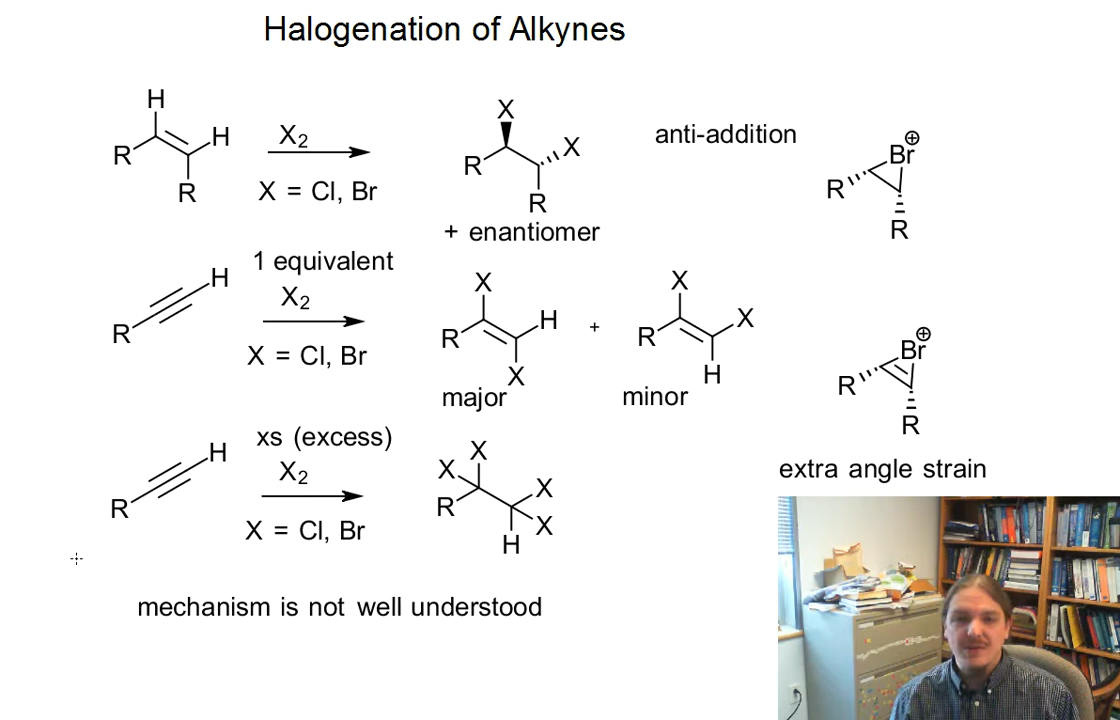 Halogenation of Alkynes
H
H
R
R
X2
X = Cl, Br
X
X
R
R
+ enantiomer
anti-addition
Br
⊕
R
R
1 equivalent
H
R
X2
X = Cl, Br
X
H
R
X
major
+
X
X
R
H
minor
Br
⊕
R
R
extra angle strain
xs (excess)
H
R
X2
X = Cl, Br
X
X
X
R
X
H
mechanism is not well understood